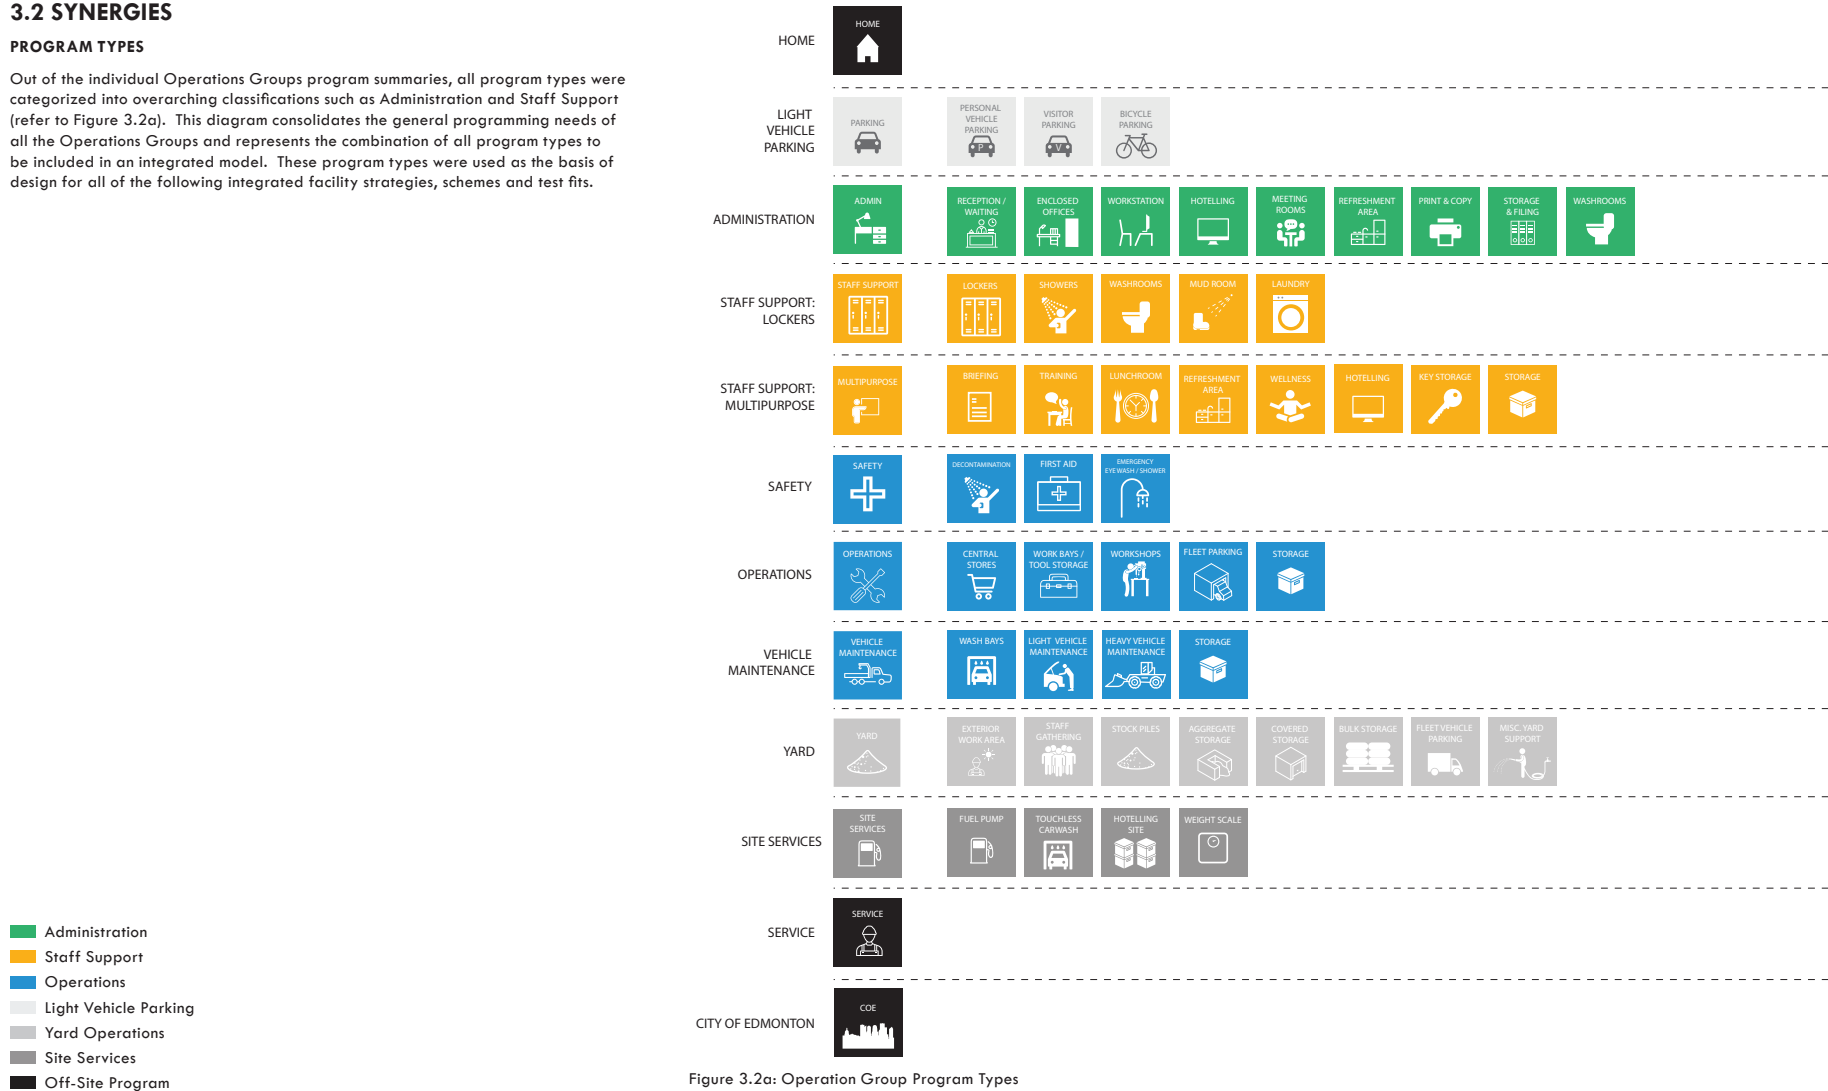 3.2 SYNERGIES
PROGRAM TYPES
Out of the individual Operations Groups program summaries, all program types were
categorized into overarching classifications such as Administration and Staff Support
(refer to Figure 3.2a).  This diagram consolidates the general programming needs of
all the Operations Groups and represents the combination of all program types to
be included in an integrated model.  These program types were used as the basis of
design for all of the following integrated facility strategies, schemes and test fits.
Administration
Staff Support
Operations
Light Vehicle Parking
Yard Operations
Site Services
Off-Site Program
HOME
HOME
LIGHT
VEHICLE
PARKING
PARKING
PERSONAL
VEHICLE
PARKING
P
VISITOR
PARKING
V
BICYCLE
PARKING
ADMINISTRATION
ADMIN
RECEPTION /
WAITING
ENCLOSED
OFFICES
WORKSTATION
HOTELLING
MEETING
ROOMS
REFRESHMENT
AREA
PRINT & COPY
STORAGE
& FILING
WASHROOMS
STAFF SUPPORT:
LOCKERS
STAFF SUPPORT
LOCKERS
SHOWERS
WASHROOMS
MUD ROOM
LAUNDRY
STAFF SUPPORT:
MULTIPURPOSE
MULTIPURPOSE
BRIEFING
TRAINING
LUNCHROOM
REFRESHMENT
AREA
WELLNESS
HOTELLING
KEY STORAGE
STORAGE
SAFETY
SAFETY
DECONTAMINATION
FIRST AID
EMERGENCY
EYE WASH / SHOWER
OPERATIONS
OPERATIONS
CENTRAL
STORES
WORK BAYS /
TOOL STORAGE
WORKSHOPS
FLEET PARKING
STORAGE
VEHICLE
MAINTENANCE
VEHICLE
MAINTENANCE
WASH BAYS
LIGHT VEHICLE
MAINTENANCE
HEAVY VEHICLE
MAINTENANCE
STORAGE
YARD
YARD
EXTERIOR
WORK AREA
STAFF
GATHERING
STOCK PILES
AGGREGATE
STORAGE
COVERED
STORAGE
BULK STORAGE
FLEET VEHICLE
PARKING
MISC. YARD
SUPPORT
SITE SERVICES
SITE
SERVICES
FUEL PUMP
TOUCHLESS
CARWASH
HOTELLING
SITE
WEIGHT SCALE
SERVICE
SERVICE
CITY OF EDMONTON
COE
Figure 3.2a: Operation Group Program Types